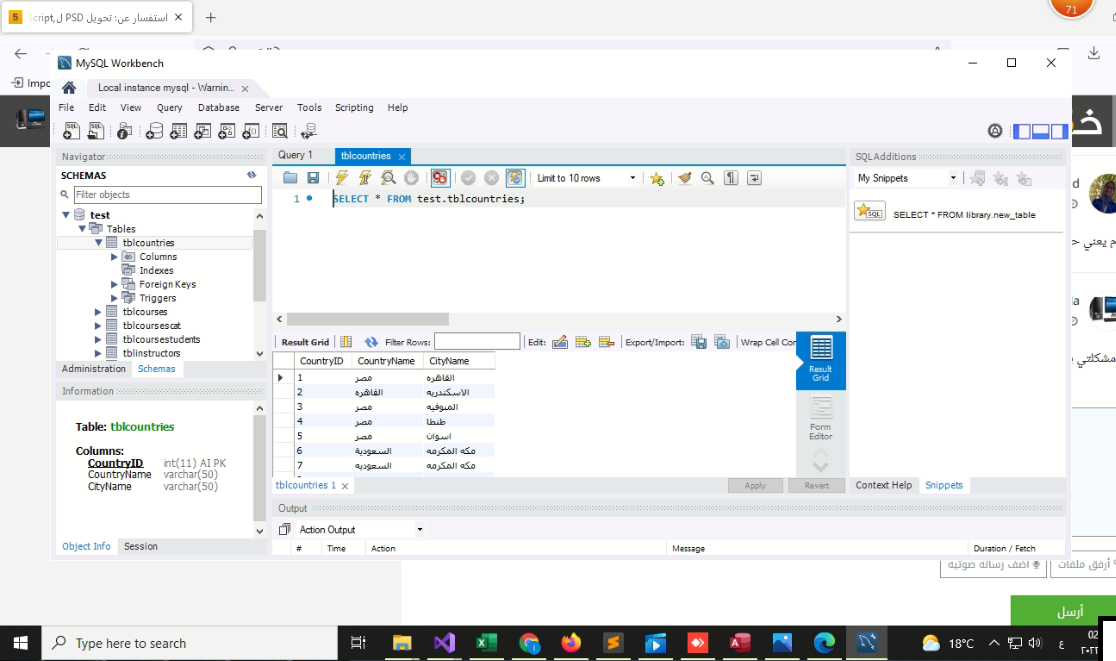 استفسار عن: تحويل PSD ل,Script
71
Impo
MySQL Workbench
Local instance mysql - Warnin...
File Edit View Query Database Server Tools Scripting Help
Navigator
SCHEMAS
Filter objects
test
Tables
tblcountries
Columns
Indexes
Foreign Keys
Triggers
tblcourses
tblcoursescat
tblcoursestudents
tblinstructors
Administration Schemas
Information
Table: tblcountries
Columns:
CountryID int(11) AI PK
CountryName varchar(50)
CityName varchar(50)
Object Info Session
Query 1 tblcountries
Limit to 10 rows
1 SELECT * FROM test.tblcountries;
Result Grid Filter Rows: Edit: Export/Import: Wrap Cell Con
CountryID CountryName CityName
1 مصر القاهره
2 القاهره الاسكندريه
3 مصر المنوفيه
4 مصر طنطا
5 مصر اسوان
6 السعودية مكه المكرمه
7 السعوديه مكه المكرمه
Result Grid
Form Editor
tblcountries 1 Apply Revert
SQLAdditions
My Snippets
SELECT * FROM library.new_table
Context Help Snippets
Output
Action Output
# Time Action Message Duration / Fetch
م يعني
مشكلتي
أضف رسالة صوتية
أرفق ملفات
أرسل
Type here to search
18°C
ع
02